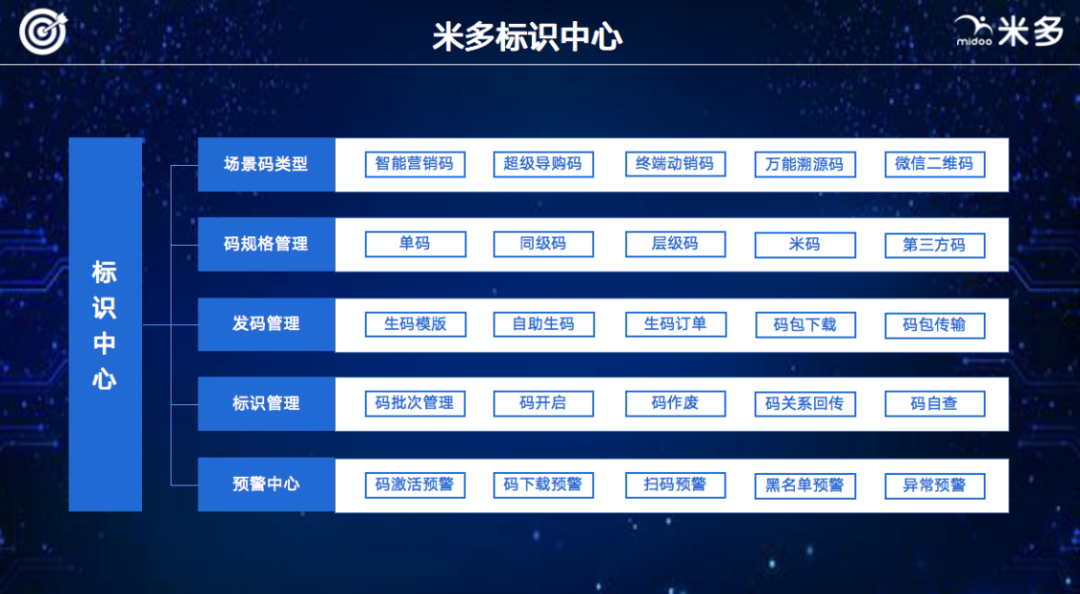 米多标识中心
midoo 米多
标识中心
场景码类型 智能营销码 超级导购码 终端动销码 万能溯源码 微信二维码
码规格管理 单码 同级码 层级码 米码 第三方码
发码管理 生码模版 自助生码 生码订单 码包下载 码包传输
标识管理 码批次管理 码开启 码作废 码关系回传 码自查
预警中心 码激活预警 码下载预警 扫码预警 黑名单预警 异常预警